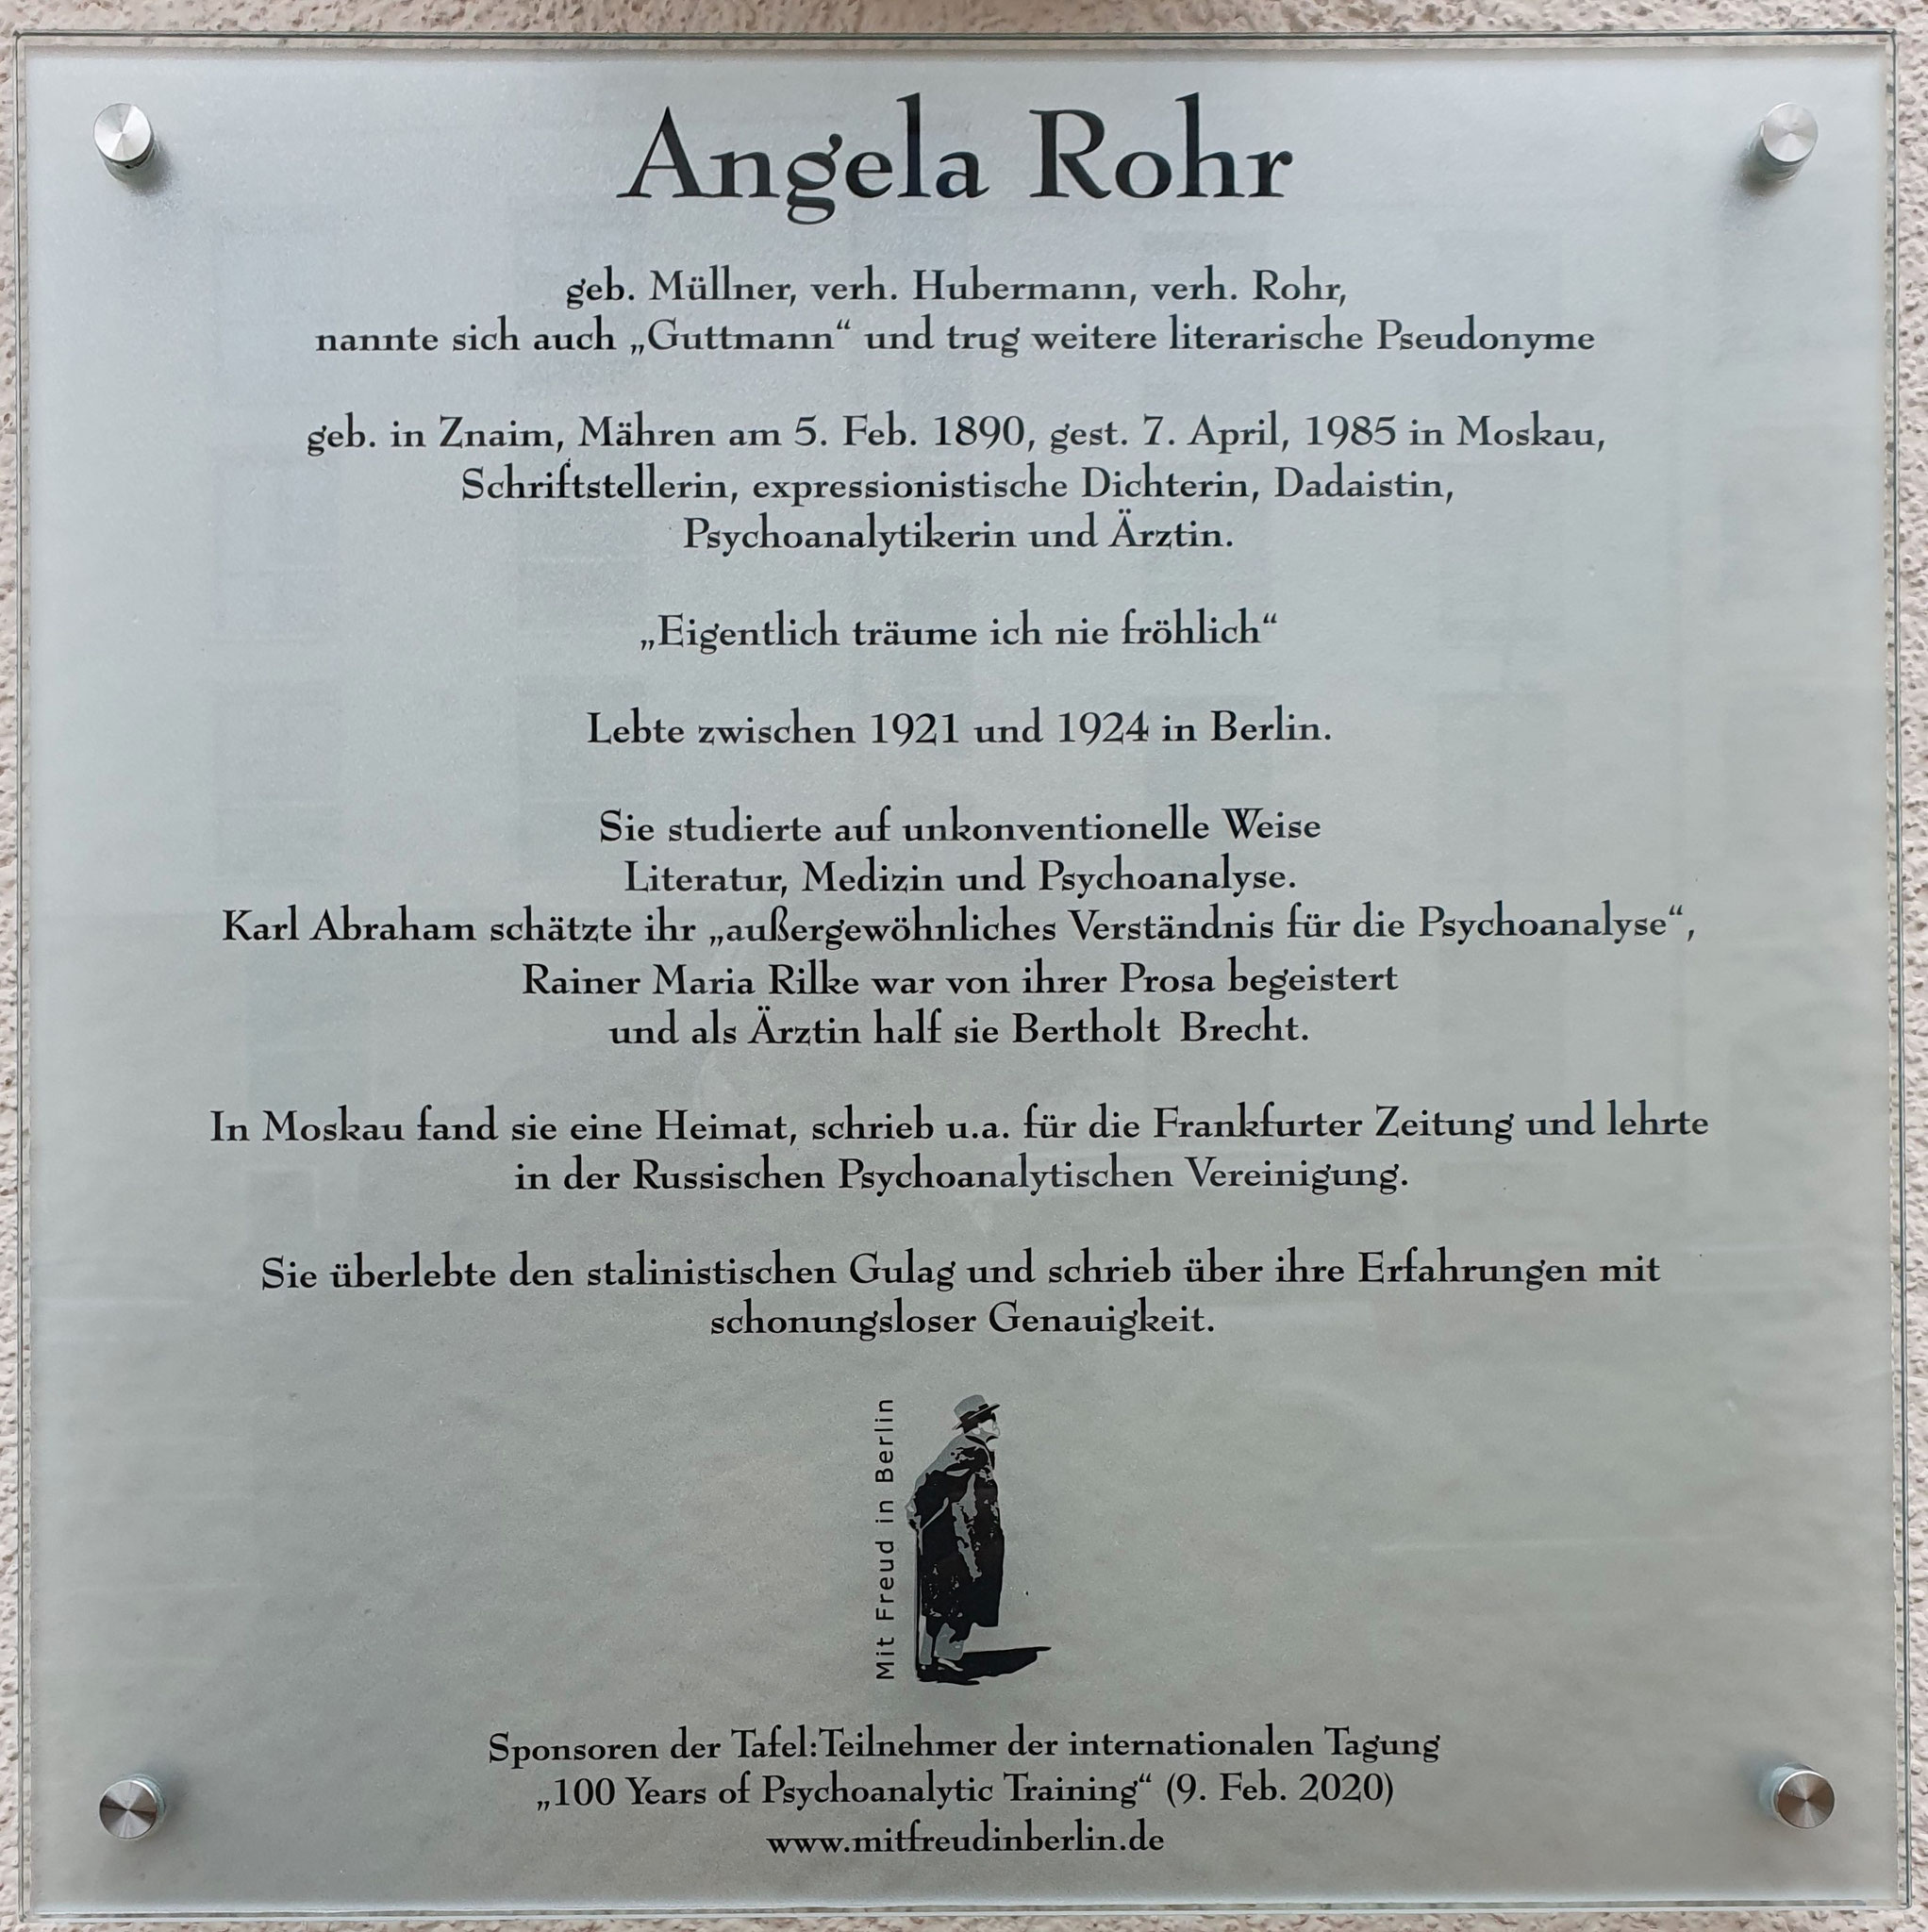 Angela Rohr
geb. Müllner, verh. Hubermann, verh. Rohr,
nannte sich auch „Guttmann“ und trug weitere literarische Pseudonyme
geb. in Znaim, Mähren am 5. Feb. 1890, gest. 7. April, 1985 in Moskau,
Schriftstellerin, expressionistische Dichterin, Dadaistin,
Psychoanalytikerin und Ärztin.
„Eigentlich träume ich nie fröhlich“
Lebte zwischen 1921 und 1924 in Berlin.
Sie studierte auf unkonventionelle Weise
Literatur, Medizin und Psychoanalyse.
Karl Abraham schätzte ihr „außergewöhnliches Verständnis für die Psychoanalyse“,
Rainer Maria Rilke war von ihrer Prosa begeistert
und als Ärztin half sie Bertholt Brecht.
In Moskau fand sie eine Heimat, schrieb u.a. für die Frankfurter Zeitung und lehrte
in der Russischen Psychoanalytischen Vereinigung.
Sie überlebte den stalinistischen Gulag und schrieb über ihre Erfahrungen mit
schonungsloser Genauigkeit.
Mit Freud in Berlin
Sponsoren der Tafel:Teilnehmer der internationalen Tagung
„100 Years of Psychoanalytic Training“ (9. Feb. 2020)
www.mitfreudinberlin.de